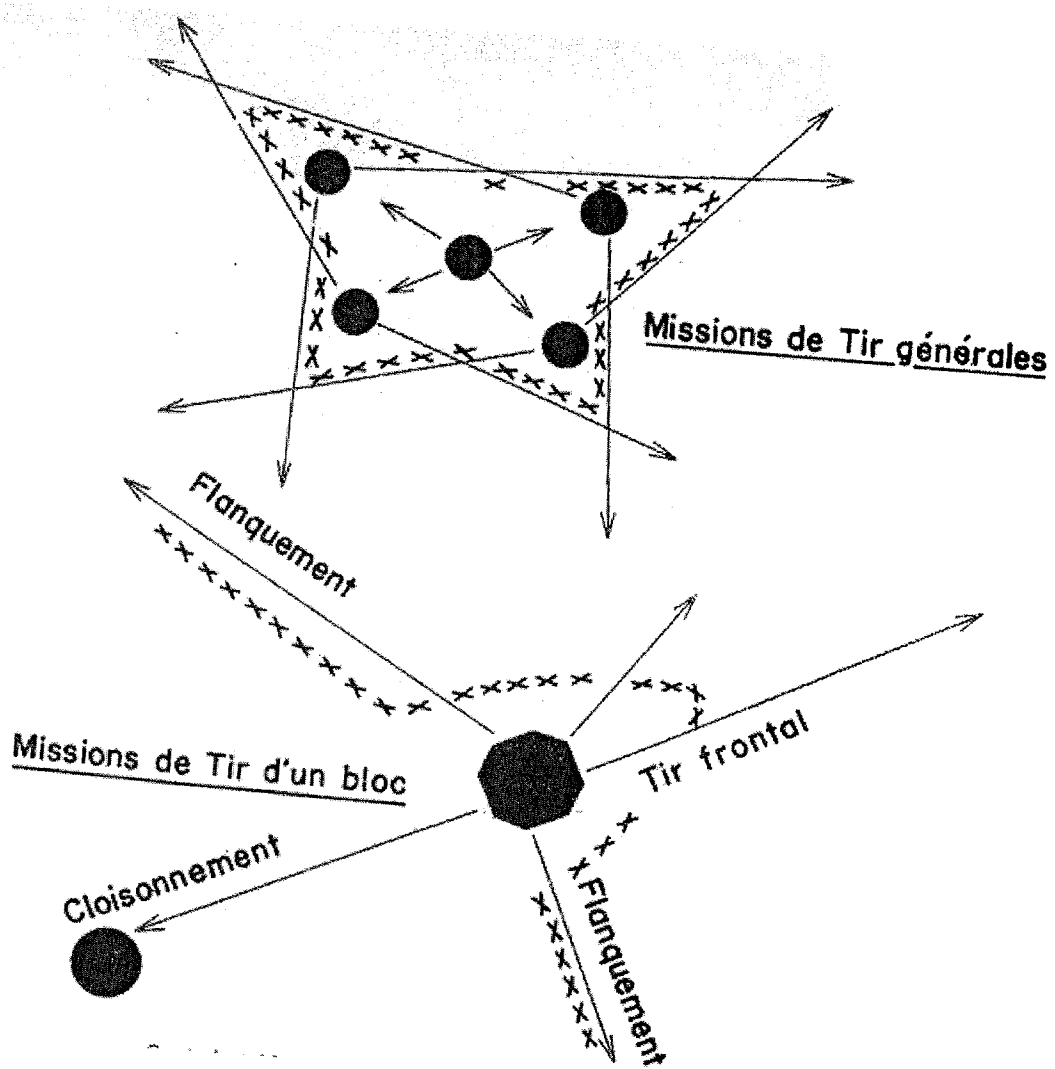 Missions de Tir générales
Flanquement
Missions de Tir d'un bloc
Tir frontal
Cloisonnement
Flanquement